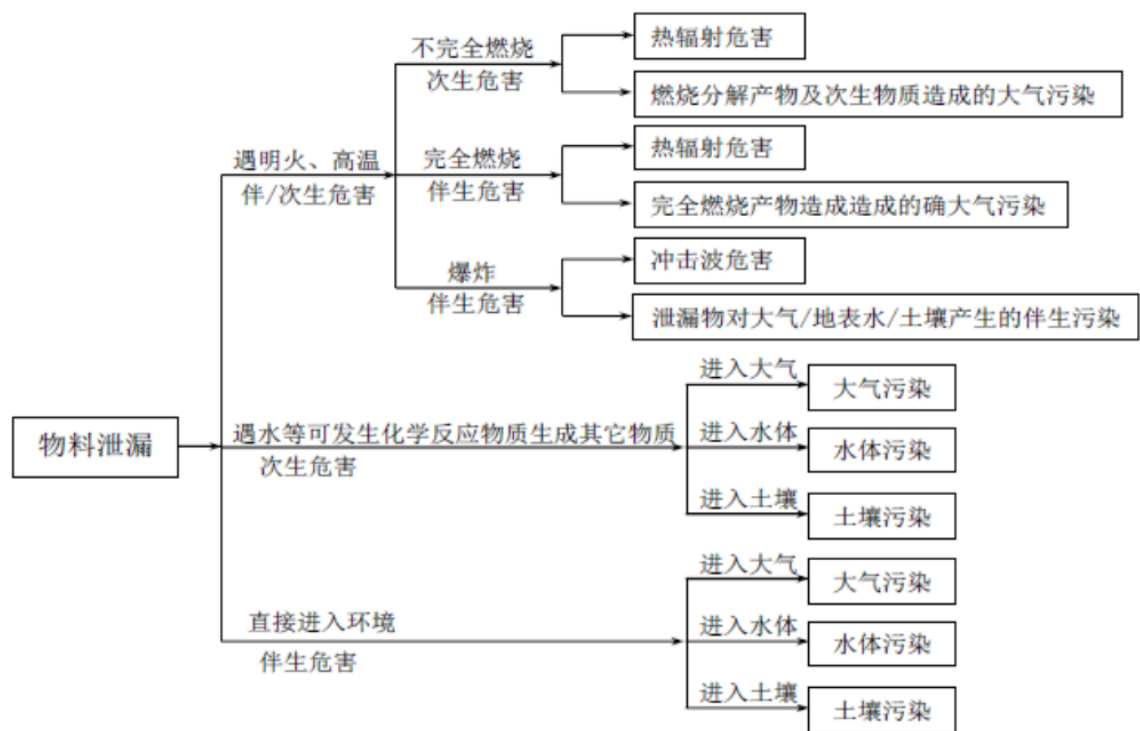 不完全燃烧
次生危害
热辐射危害
燃烧分解产物及次生物质造成的大气污染
遇明火、高温
伴/次生危害
完全燃烧
伴生危害
热辐射危害
完全燃烧产物造成造成的确大气污染
爆炸
伴生危害
冲击波危害
泄漏物对大气/地表水/土壤产生的伴生污染
物料泄漏
遇水等可发生化学反应物质生成其它物质
次生危害
进入大气
大气污染
进入水体
水体污染
进入土壤
土壤污染
直接进入环境
伴生危害
进入大气
大气污染
进入水体
水体污染
进入土壤
土壤污染